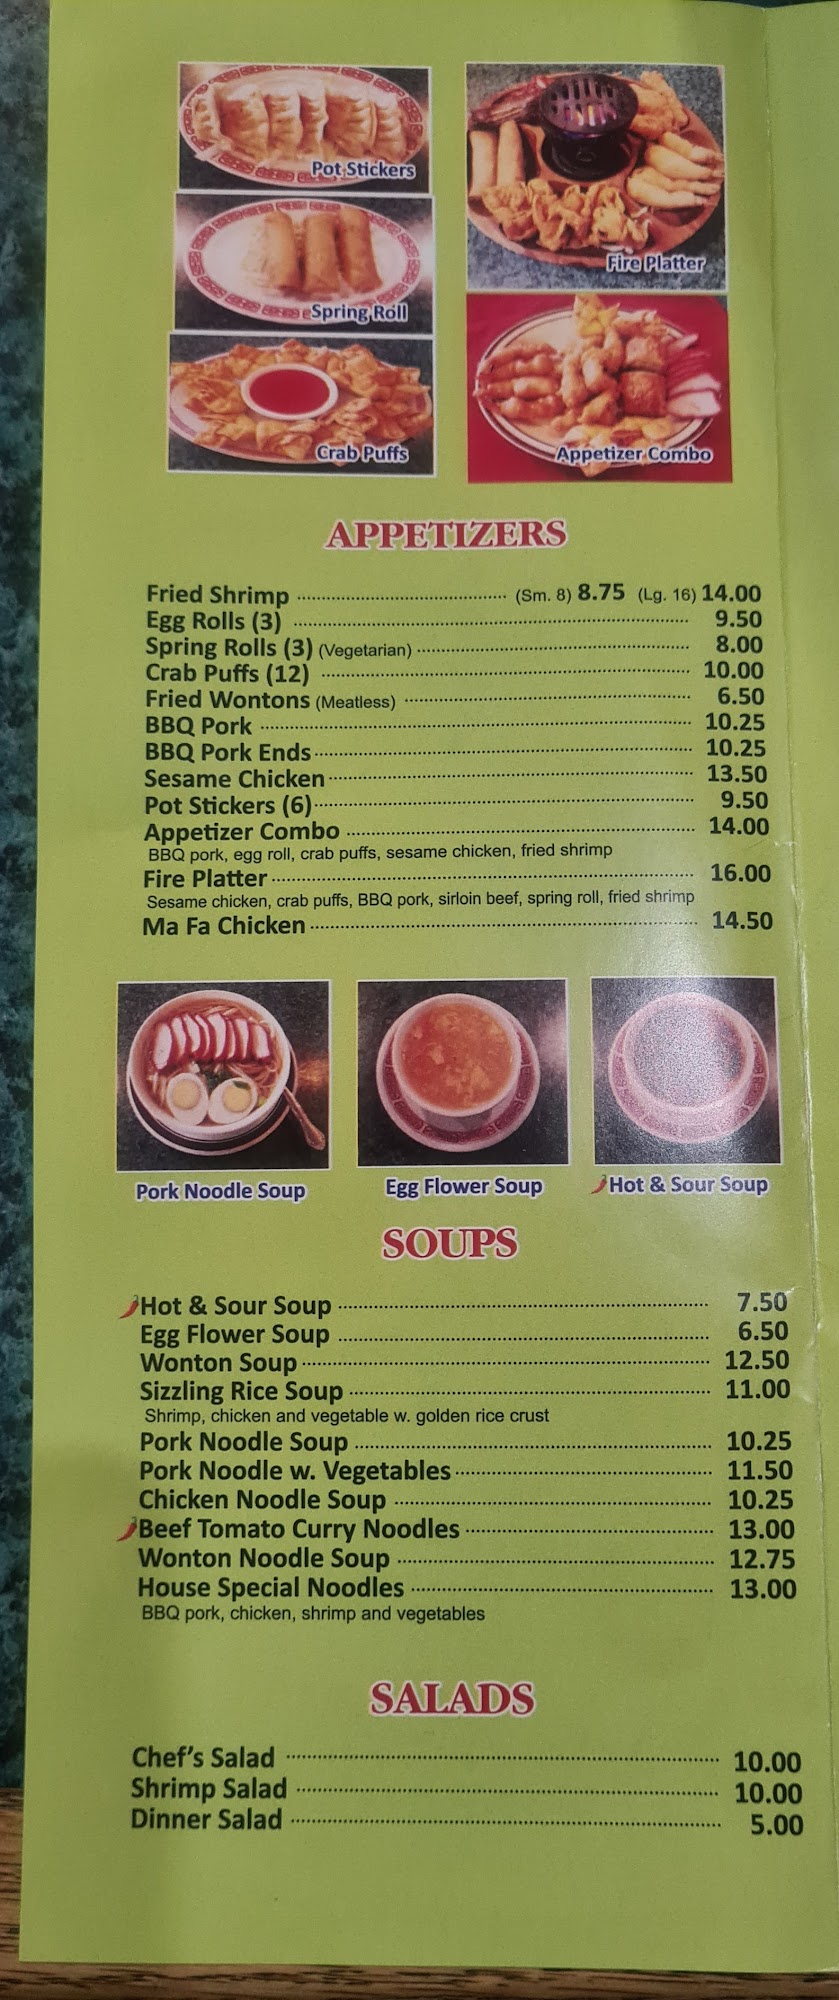 Pot Stickers
Fire Platter
Spring Roll
Crab Puffs
Appetizer Combo
APPETIZERS
Fried Shrimp (Sm. 8) 8.75 (Lg. 16) 14.00
Egg Rolls (3) 9.50
Spring Rolls (3) (Vegetarian) 8.00
Crab Puffs (12) 10.00
Fried Wontons (Meatless) 6.50
BBQ Pork 10.25
BBQ Pork Ends 10.25
Sesame Chicken 13.50
Pot Stickers (6) 9.50
Appetizer Combo 14.00
BBQ pork, egg roll, crab puffs, sesame chicken, fried shrimp
Fire Platter 16.00
Sesame chicken, crab puffs, BBQ pork, sirloin beef, spring roll, fried shrimp
Ma Fa Chicken 14.50
Pork Noodle Soup
Egg Flower Soup
Hot & Sour Soup
SOUPS
Hot & Sour Soup 7.50
Egg Flower Soup 6.50
Wonton Soup 12.50
Sizzling Rice Soup 11.00
Shrimp, chicken and vegetable w. golden rice crust
Pork Noodle Soup 10.25
Pork Noodle w. Vegetables 11.50
Chicken Noodle Soup 10.25
Beef Tomato Curry Noodles 13.00
Wonton Noodle Soup 12.75
House Special Noodles 13.00
BBQ pork, chicken, shrimp and vegetables
SALADS
Chef's Salad 10.00
Shrimp Salad 10.00
Dinner Salad 5.00